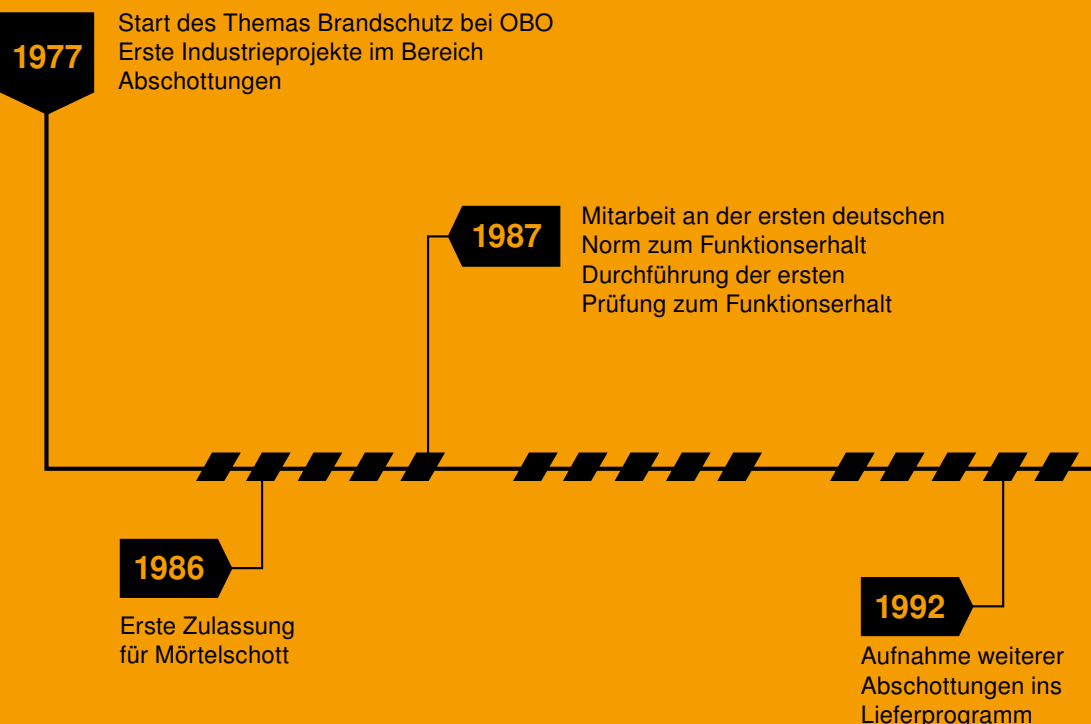 1977
Start des Themas Brandschutz bei OBO
Erste Industrieprojekte im Bereich
Abschottungen
1987
Mitarbeit an der ersten deutschen
Norm zum Funktionserhalt
Durchführung der ersten
Prüfung zum Funktionserhalt
1986
Erste Zulassung
für Mörtelschott
1992
Aufnahme weiterer
Abschottungen ins
Lieferprogramm